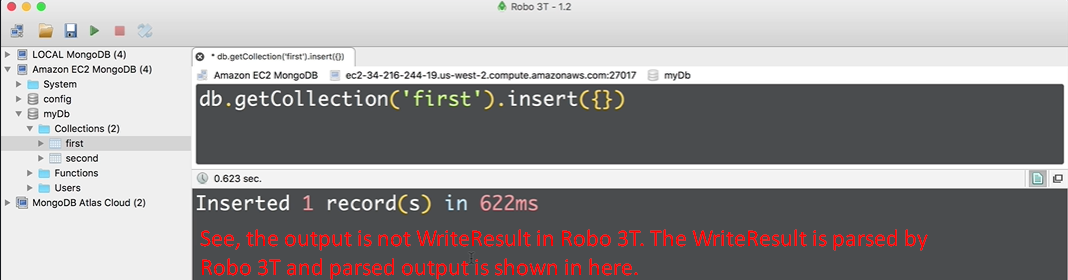 Robo 3T - 1.2
LOCAL MongoDB (4)
Amazon EC2 MongoDB (4)
System
config
myDb
Collections (2)
first
second
Functions
Users
MongoDB Atlas Cloud (2)
* db.getCollection('first').insert({})
Amazon EC2 MongoDB ec2-34-216-244-19.us-west-2.compute.amazonaws.com:27017 myDb
db.getCollection('first').insert({})
0.623 sec.
Inserted 1 record(s) in 622ms
See, the output is not WriteResult in Robo 3T. The WriteResult is parsed by
Robo 3T and parsed output is shown in here.